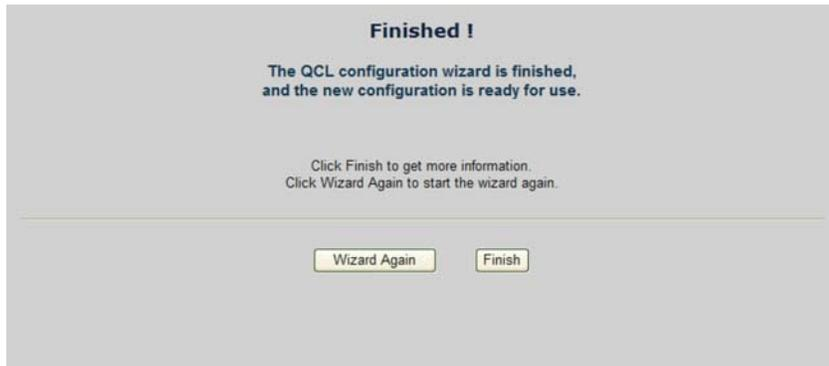 Finished !
The QCL configuration wizard is finished,
and the new configuration is ready for use.
Click Finish to get more information.
Click Wizard Again to start the wizard again.
Wizard Again Finish